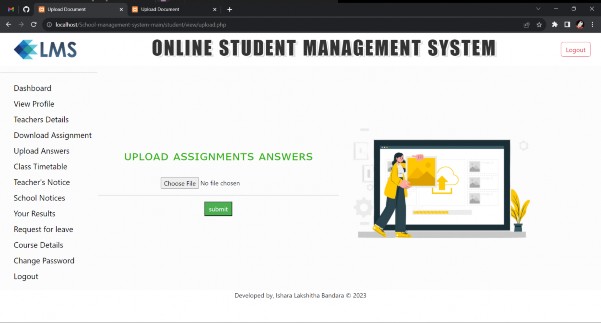 Upload Document
Upload Document
localhost/School-management-system-main/student/view/upload.php
LMS
ONLINE STUDENT MANAGEMENT SYSTEM
Logout
Dashboard
View Profile
Teachers Details
Download Assignment
Upload Answers
Class Timetable
Teacher's Notice
School Notices
Your Results
Request for leave
Course Details
Change Password
Logout
UPLOAD ASSIGNMENTS ANSWERS
Choose File No file chosen
submit
Developed by, Ishara Lakshitha Bandara © 2023